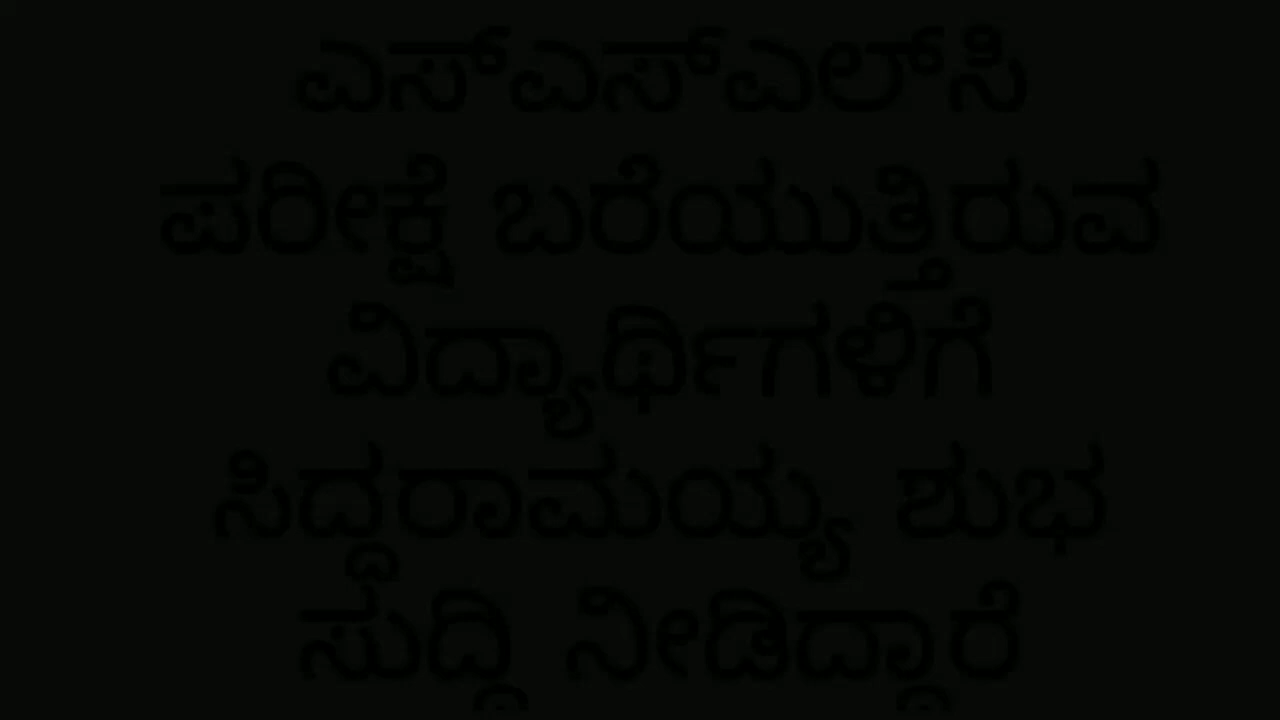 ಎಸ್ಎಸ್ಎಲ್‌ಸಿ
ಪರೀಕ್ಷೆ ಬರೆಯುತ್ತಿರುವ
ವಿದ್ಯಾರ್ಥಿಗಳಿಗೆ
ಸಿದ್ದರಾಮಯ್ಯ ಶುಭ
ಸುದ್ದಿ ನೀಡಿದ್ದಾರೆ